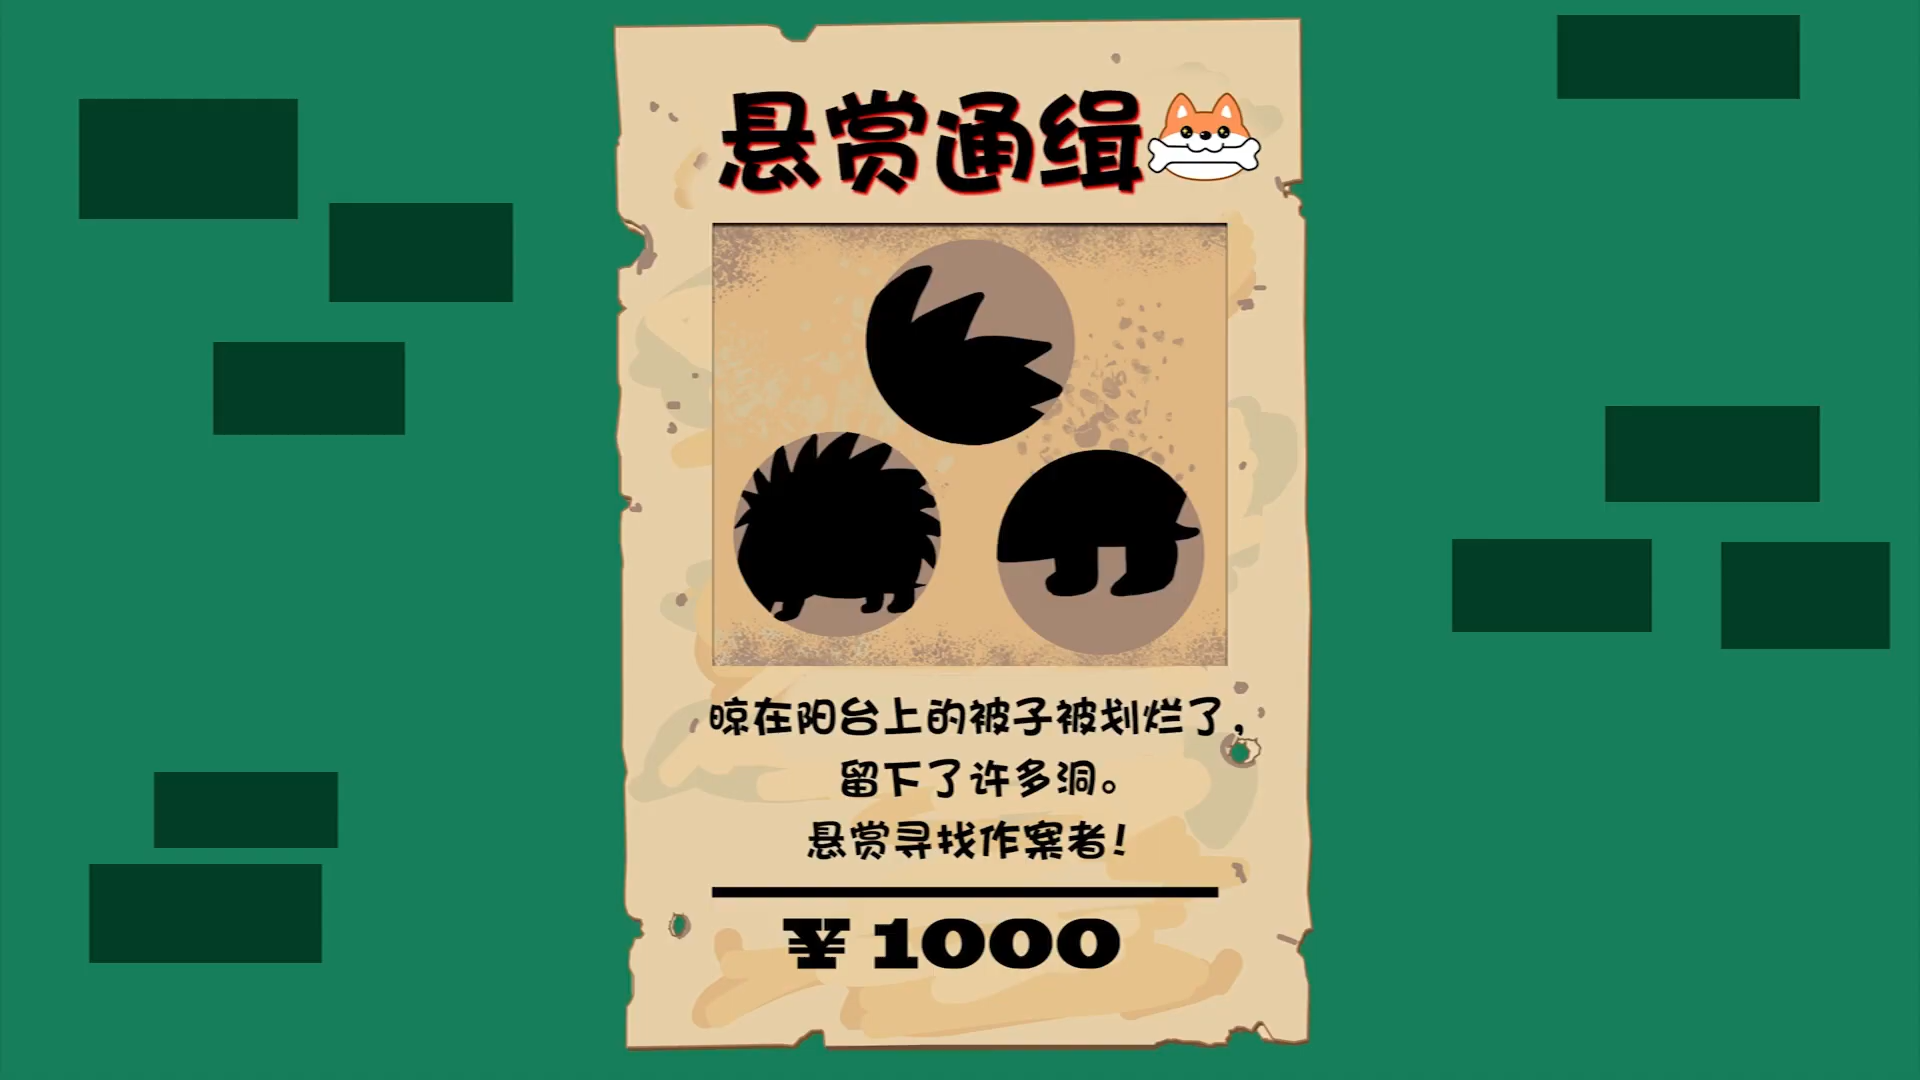 悬赏通缉
晾在阳台上的被子被划烂了，
留下了许多洞。
悬赏寻找作案者！
¥1000